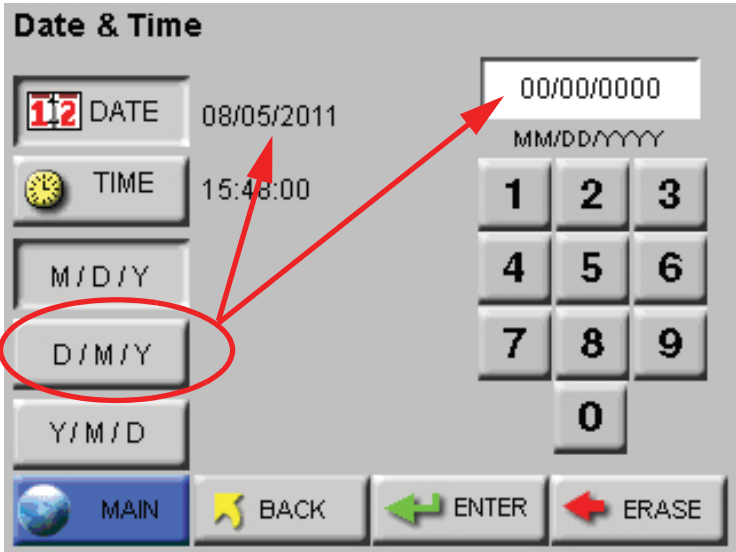 Date & Time
00/00/0000
12 DATE
08/05/2011
MM/DD/YYYY
TIME
15:48:00
1 2 3
M/D/Y
4 5 6
D/M/Y
7 8 9
Y/M/D
0
MAIN
BACK
ENTER
ERASE